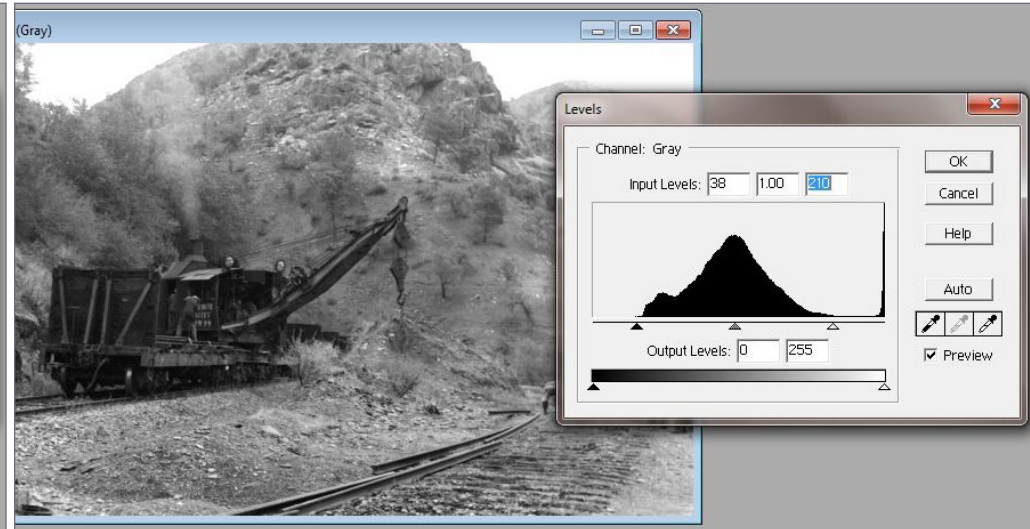 (Gray)
Levels
Channel: Gray
Input Levels: 38 1.00 210
Output Levels: 0 255
OK
Cancel
Help
Auto
Preview